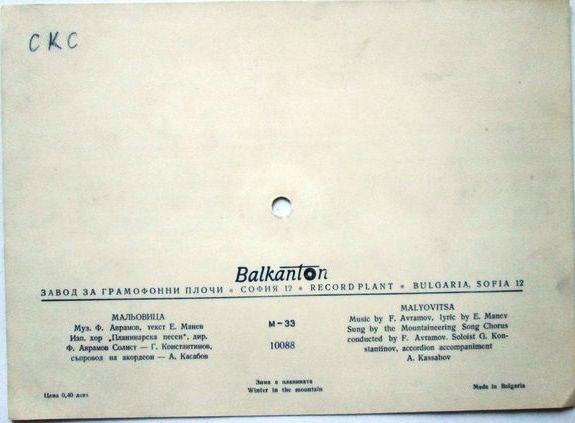 СКС
Balkanton
ЗАВОД ЗА ГРАМОФОННИ ПЛОЧИ • СОФИЯ 12 • RECORD PLANT • BULGARIA, SOFIA 12
МАЛЬОВИЦА
Муз. Ф. Аврамов, текст Е. Манев
Изп. хор „Планинарска песен", дир.
Ф. Аврамов Солист — Г. Константинов,
съпровод на акордеон — А. Касабов
М–33
10088
MALYOVITSA
Music by F. Avramov, lyric by E. Manev
Sung by the Mountaineering Song Chorus
conducted by F. Avramov. Soloist G. Kon-
stantinov, accordion accompaniment
A. Kassabov
Цена 0,40 лева
Зима в планината
Winter in the mountain
Made in Bulgaria